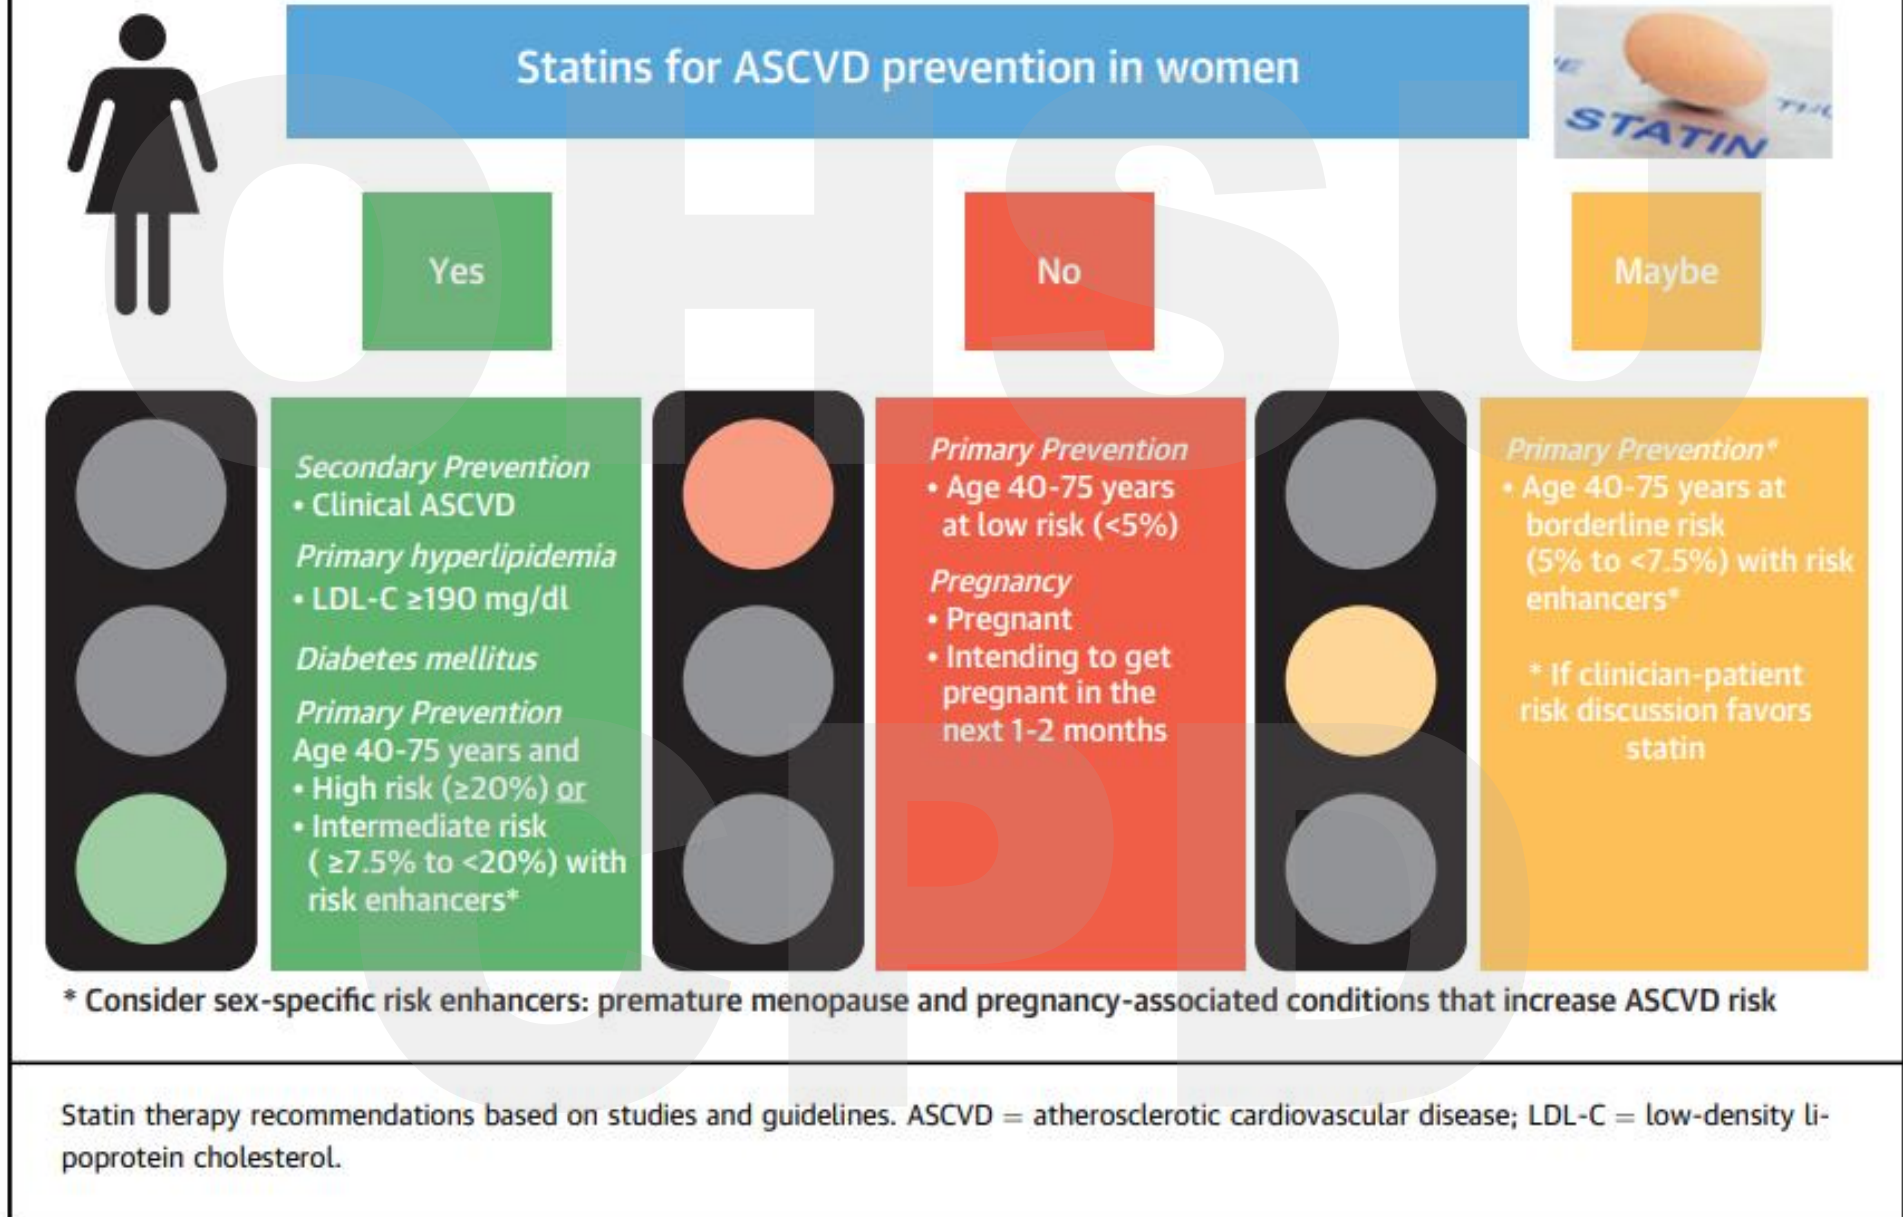 Statins for ASCVD prevention in women
STATIN
Yes
No
Maybe
Secondary Prevention
• Clinical ASCVD
Primary hyperlipidemia
• LDL-C ≥190 mg/dl
Diabetes mellitus
Primary Prevention
Age 40-75 years and
• High risk (≥20%) or
• Intermediate risk
( ≥7.5% to <20%) with
risk enhancers*
Primary Prevention
• Age 40-75 years
at low risk (<5%)
Pregnancy
• Pregnant
• Intending to get
pregnant in the
next 1-2 months
Primary Prevention*
• Age 40-75 years at
borderline risk
(5% to <7.5%) with risk
enhancers*
* If clinician-patient
risk discussion favors
statin
* Consider sex-specific risk enhancers: premature menopause and pregnancy-associated conditions that increase ASCVD risk
Statin therapy recommendations based on studies and guidelines. ASCVD = atherosclerotic cardiovascular disease; LDL-C = low-density li-
poprotein cholesterol.
OHSU
CPD